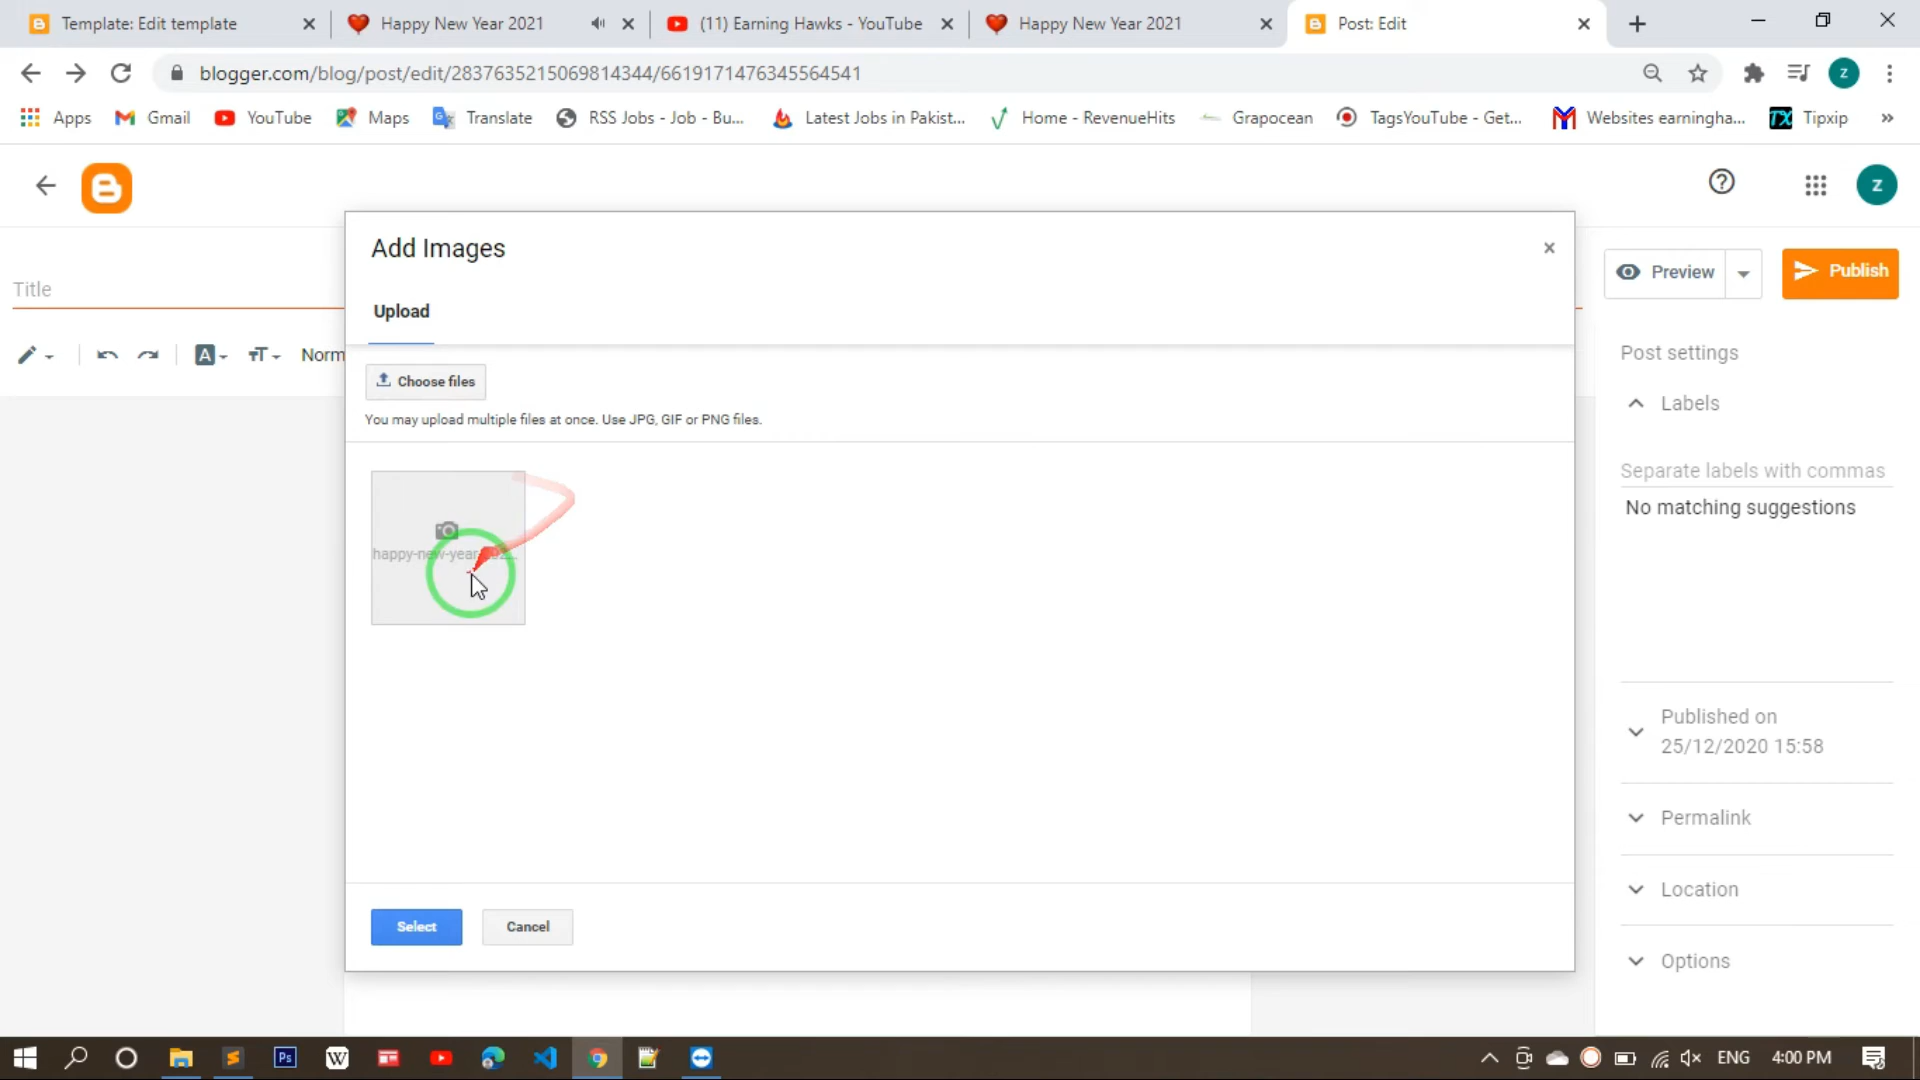 Template: Edit template
Happy New Year 2021
(11) Earning Hawks - YouTube
Happy New Year 2021
Post: Edit
blogger.com/blog/post/edit/2837635215069814344/6619171476345564541
z
Apps
Gmail
YouTube
Maps
Translate
RSS Jobs - Job - Bu...
Latest Jobs in Pakist...
Home - RevenueHits
Grapocean
TagsYouTube - Get...
Websites earningha...
TX
Tipxip
»
z
Add Images
Title
Preview
Publish
Upload
Norm
Post settings
Choose files
Labels
You may upload multiple files at once. Use JPG, GIF or PNG files.
Separate labels with commas
No matching suggestions
Published on
25/12/2020 15:58
Permalink
Location
Select
Cancel
Options
Ps
W
ENG
4:00 PM